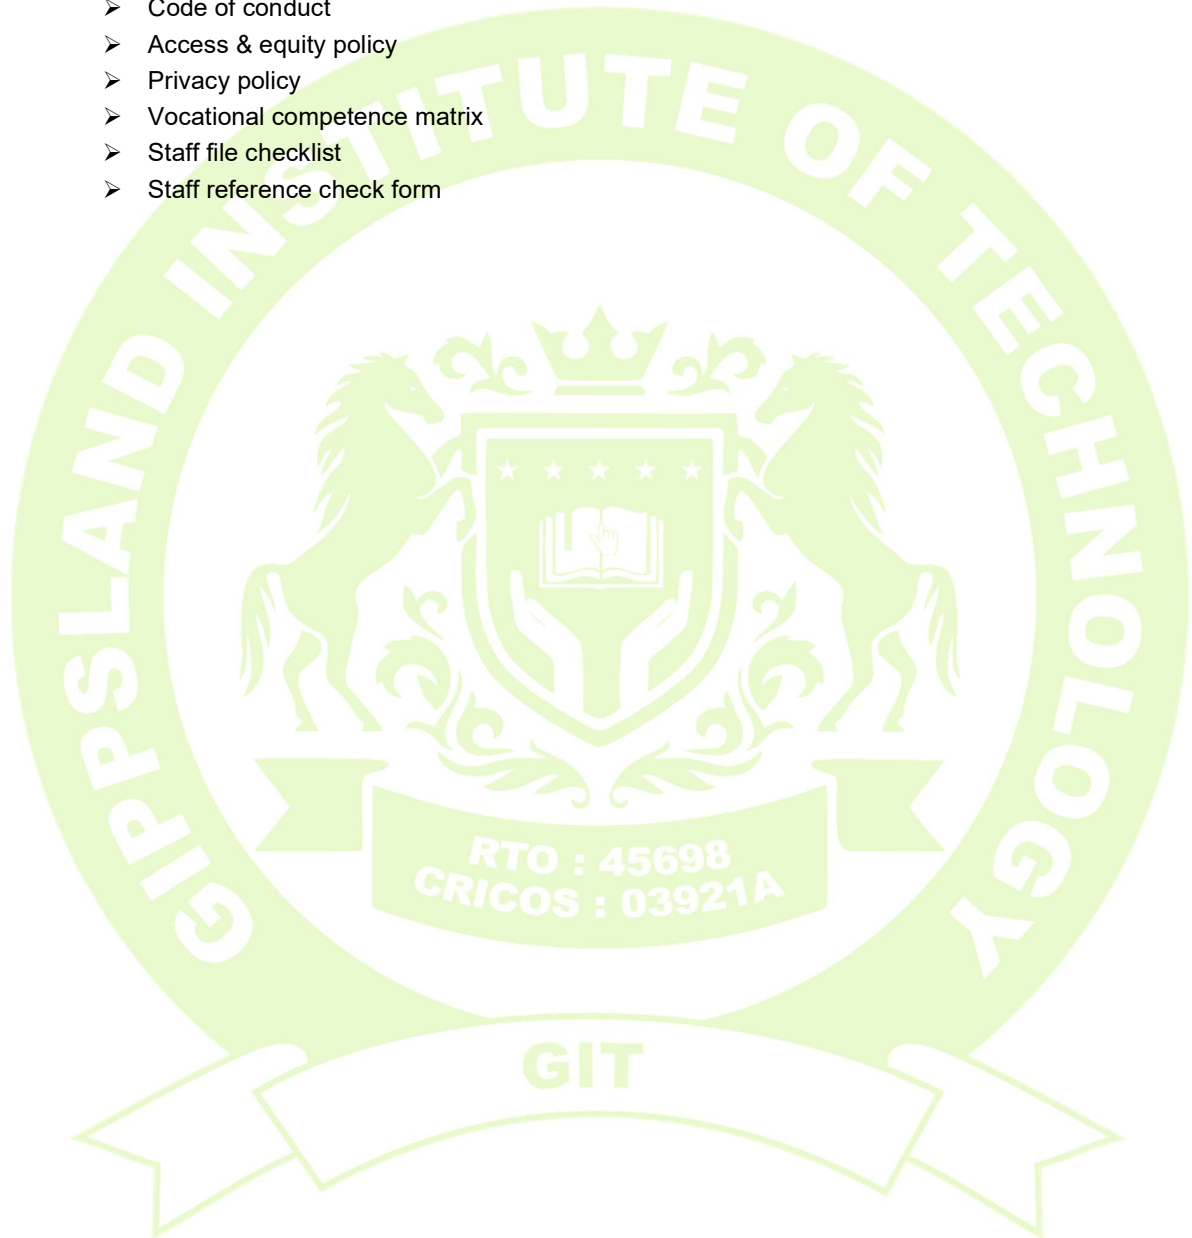 ➢ Code of conduct
➢ Access & equity policy
➢ Privacy policy
➢ Vocational competence matrix
➢ Staff file checklist
➢ Staff reference check form
GIPPSLAND INSTITUTE OF TECHNOLOGY
RTO : 45698
CRICOS : 03921A
GIT